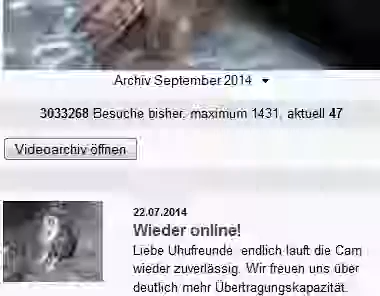 Archiv September 2014
3033268 Besuche bisher, maximum 1431, aktuell 47
Videoarchiv öffnen
22.07.2014
Wieder online!
Liebe Uhufreunde endlich lauft die Cam
wieder zuverlässig. Wir freuen uns über
deutlich mehr Übertragungskapazität.